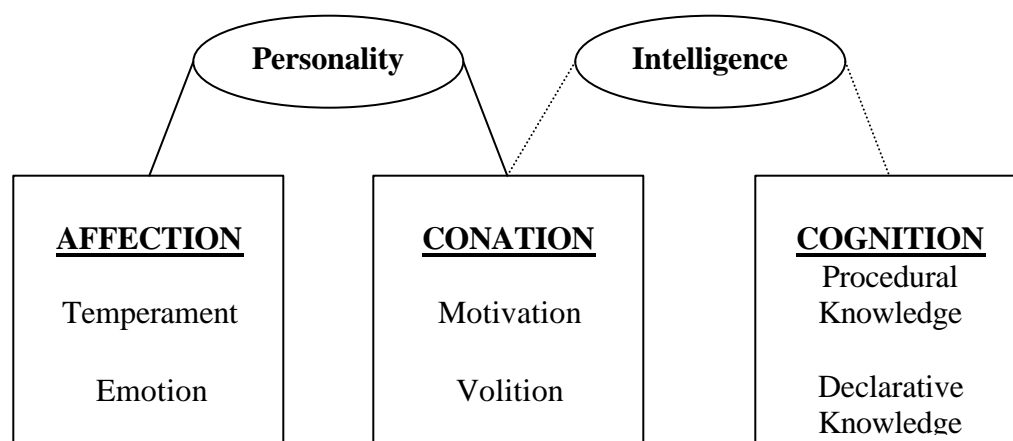 Personality
Intelligence
AFFECTION
Temperament
Emotion
CONATION
Motivation
Volition
COGNITION
Procedural
Knowledge
Declarative
Knowledge